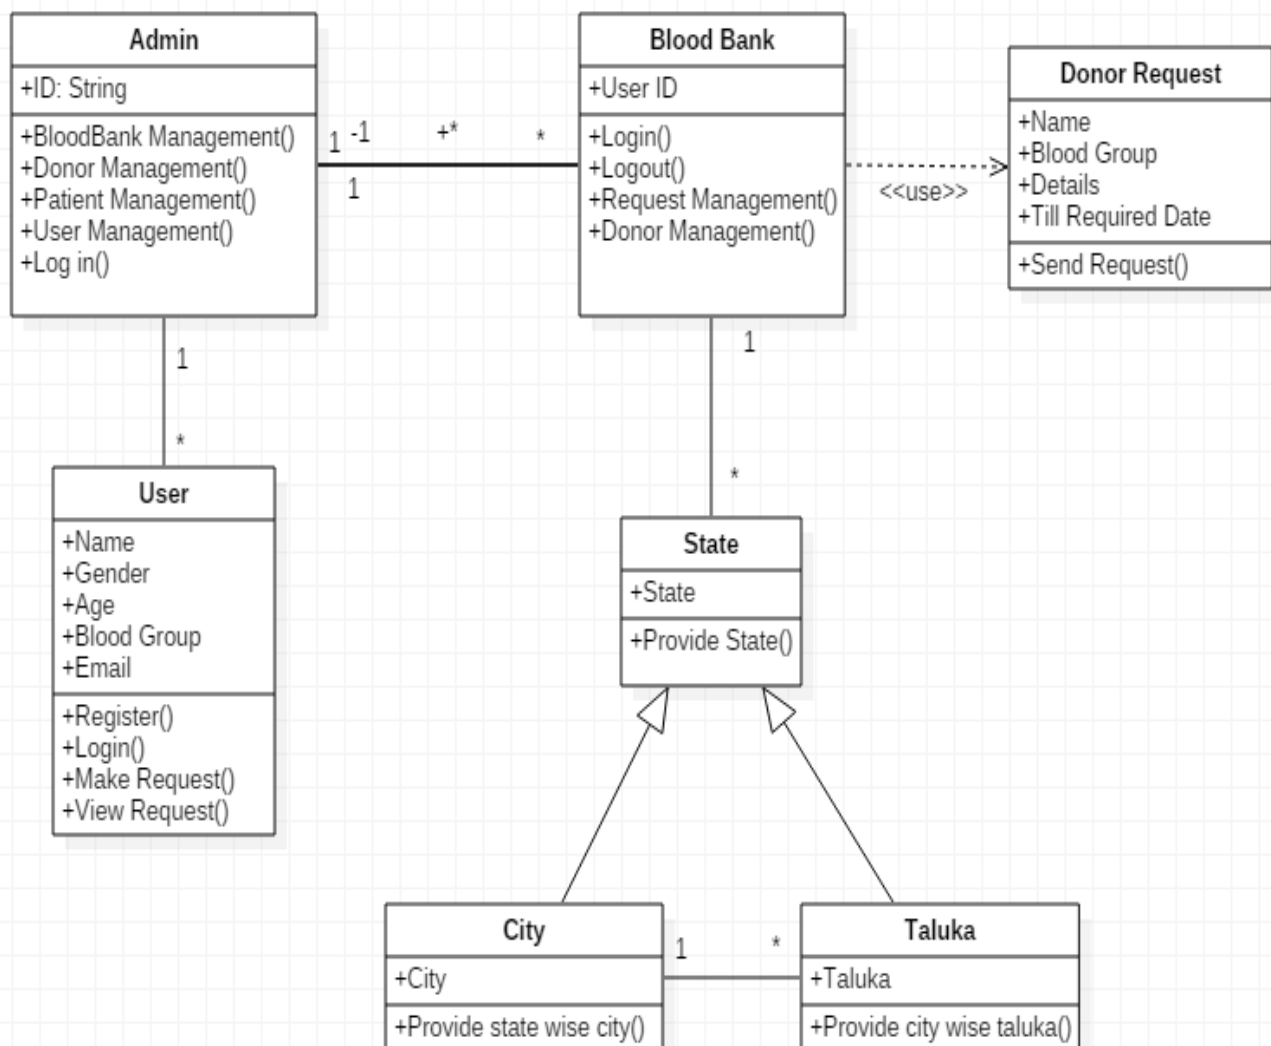 Admin
+ID: String
+BloodBank Management()
+Donor Management()
+Patient Management()
+User Management()
+Log in()
1
-1
+*
*
1
Blood Bank
+User ID
+Login()
+Logout()
+Request Management()
+Donor Management()
<<use>>
Donor Request
+Name
+Blood Group
+Details
+Till Required Date
+Send Request()
1
*
User
+Name
+Gender
+Age
+Blood Group
+Email
+Register()
+Login()
+Make Request()
+View Request()
1
*
State
+State
+Provide State()
City
+City
+Provide state wise city()
1
*
Taluka
+Taluka
+Provide city wise taluka()